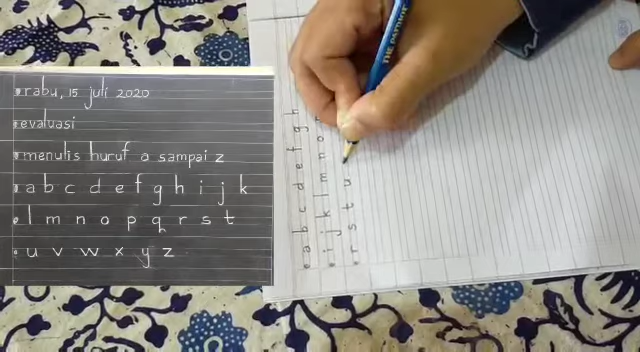 rabu, 15 juli 2020
evaluasi
menulis huruf a sampai z
a b c d e f g h i j k
l m n o p q r s t
u v w x y z
a b c d e f g h
i j k l m n o
r s t u